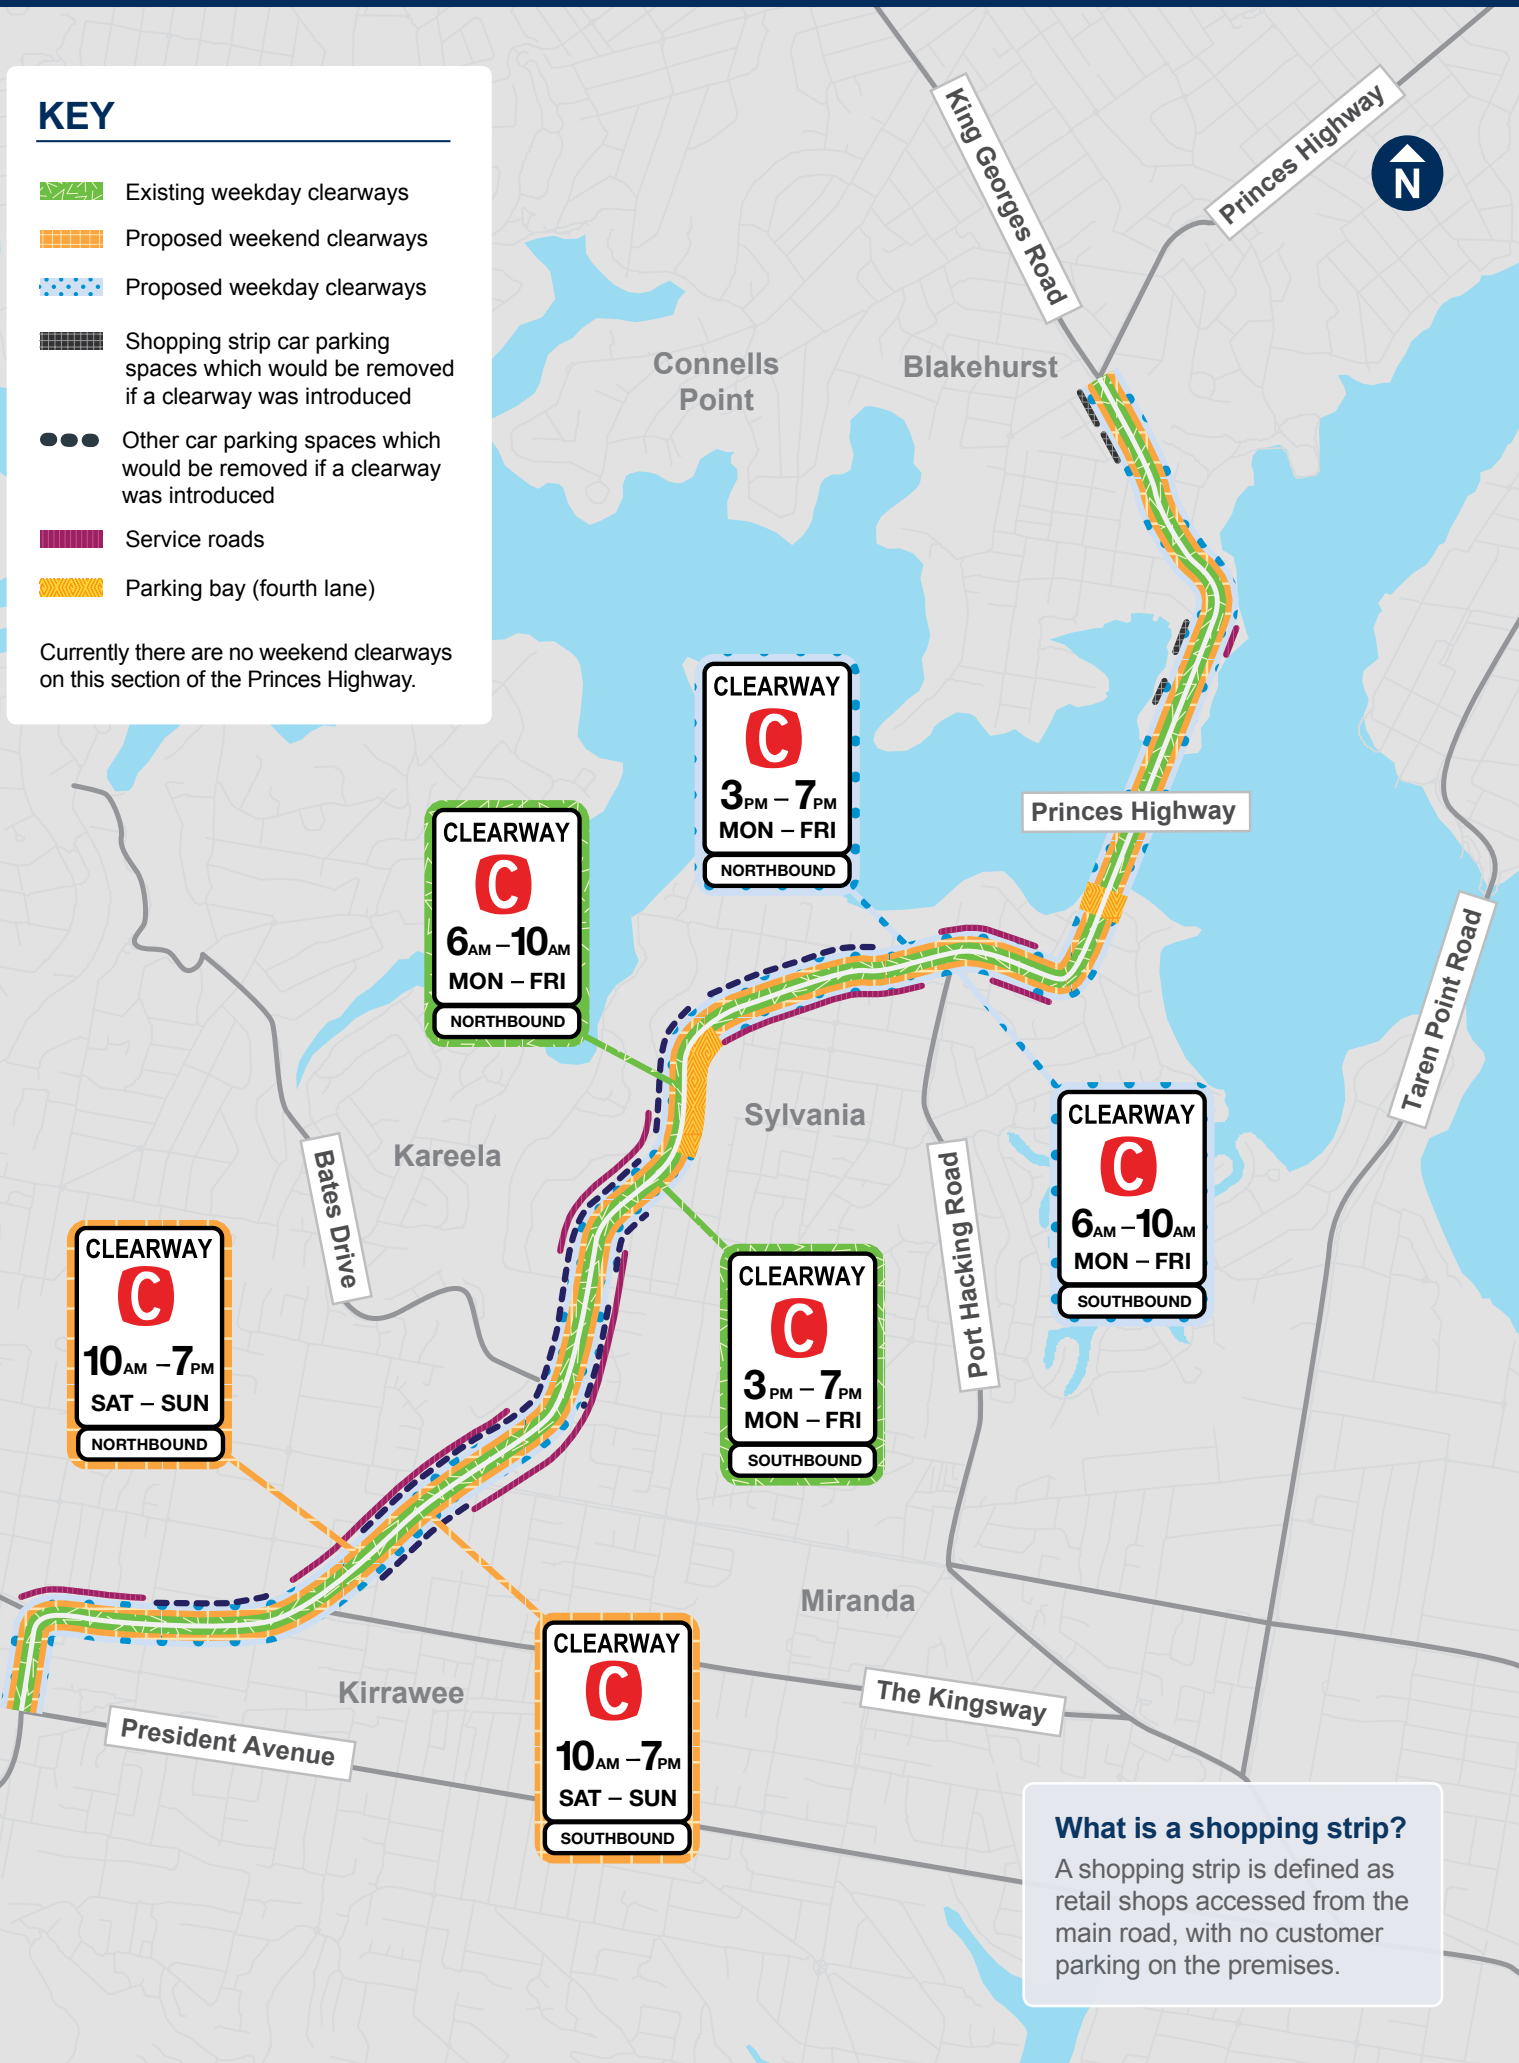 KEY
Existing weekday clearways
Proposed weekend clearways
Proposed weekday clearways
Shopping strip car parking
spaces which would be removed
if a clearway was introduced
Other car parking spaces which
would be removed if a clearway
was introduced
Service roads
Parking bay (fourth lane)
Currently there are no weekend clearways
on this section of the Princes Highway.
King Georges Road
Princes Highway
N
Connells
Point
Blakehurst
CLEARWAY
C
3PM – 7PM
MON – FRI
NORTHBOUND
Princes Highway
CLEARWAY
C
6AM – 10AM
MON – FRI
NORTHBOUND
Taren Point Road
Sylvania
Kareela
Bates Drive
Port Hacking Road
CLEARWAY
C
6AM – 10AM
MON – FRI
SOUTHBOUND
CLEARWAY
C
10AM – 7PM
SAT – SUN
NORTHBOUND
CLEARWAY
C
3PM – 7PM
MON – FRI
SOUTHBOUND
Miranda
Kirrawee
President Avenue
The Kingsway
CLEARWAY
C
10AM – 7PM
SAT – SUN
SOUTHBOUND
What is a shopping strip?
A shopping strip is defined as
retail shops accessed from the
main road, with no customer
parking on the premises.